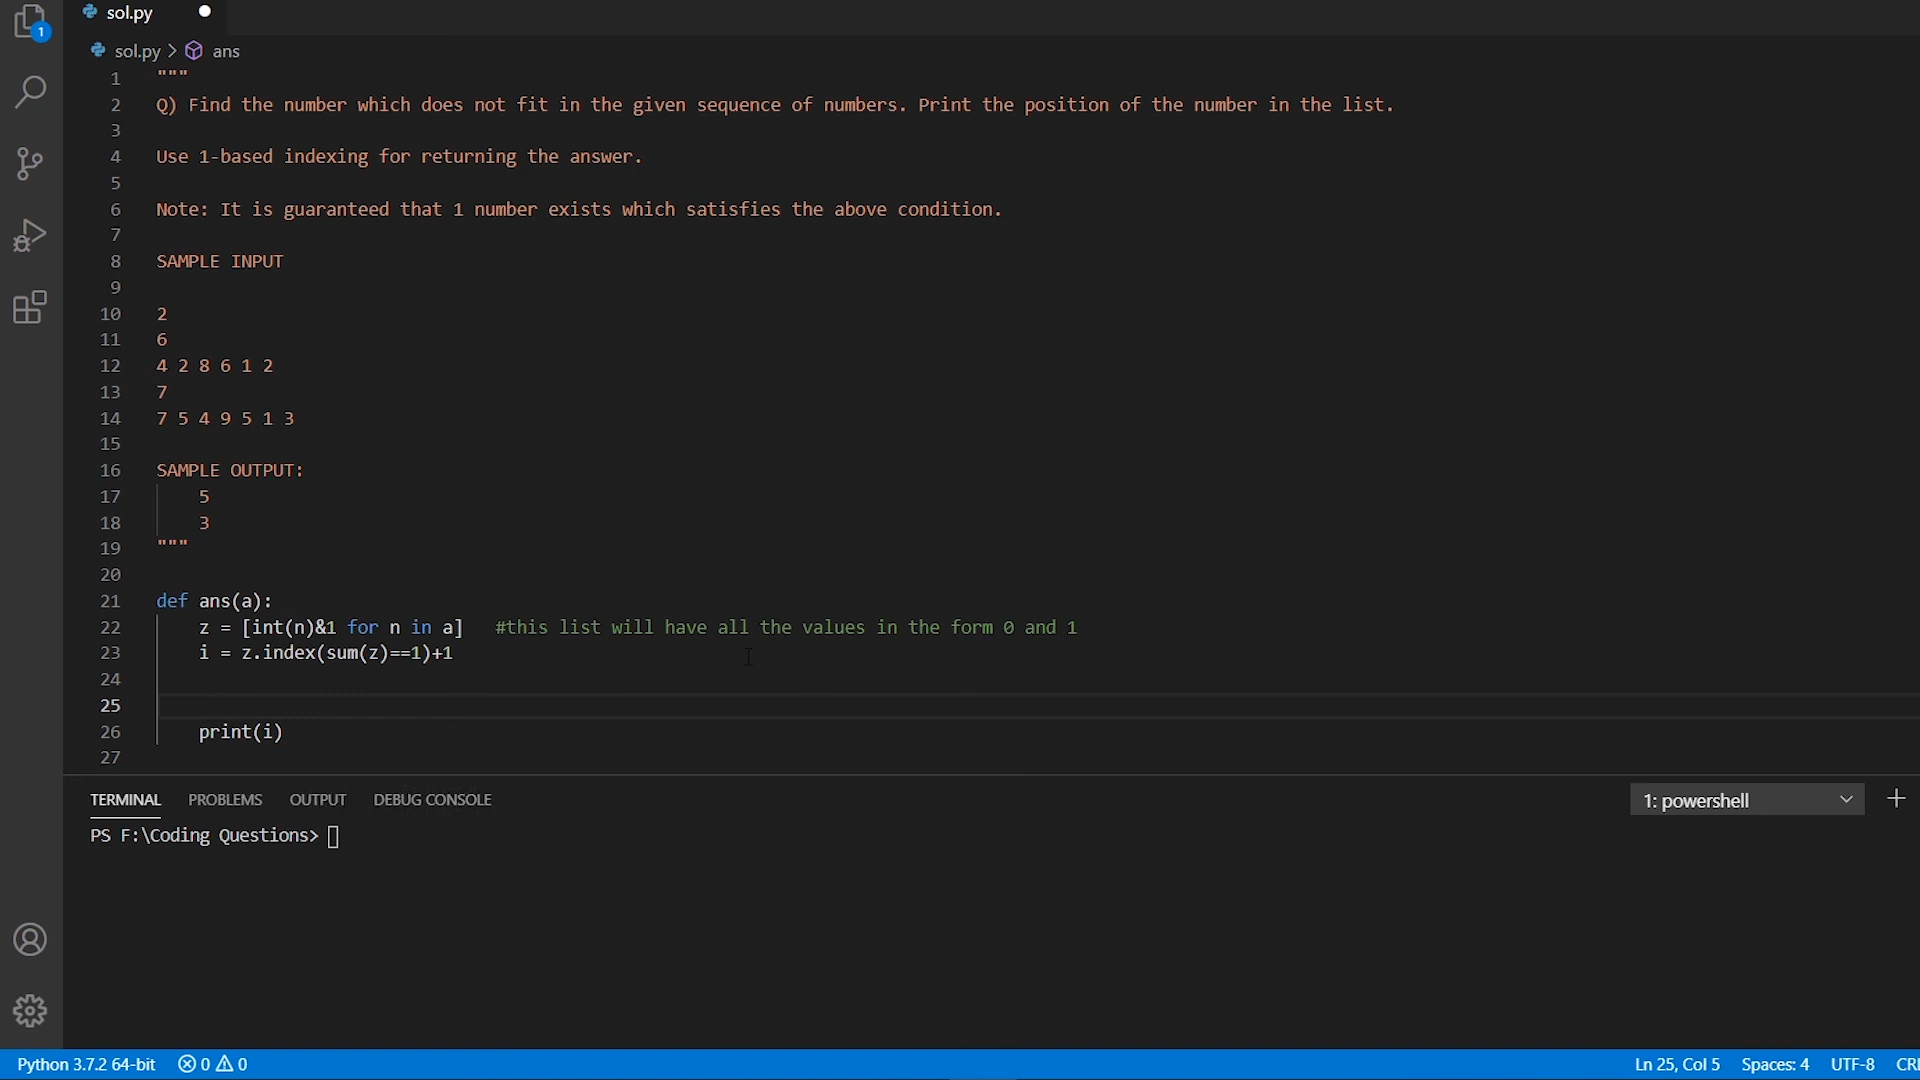 1
sol.py
sol.py > ans
1 """
2 Q) Find the number which does not fit in the given sequence of numbers. Print the position of the number in the list.
3
4 Use 1-based indexing for returning the answer.
5
6 Note: It is guaranteed that 1 number exists which satisfies the above condition.
7
8 SAMPLE INPUT
9
10 2
11 6
12 4 2 8 6 1 2
13 7
14 7 5 4 9 5 1 3
15
16 SAMPLE OUTPUT:
17 5
18 3
19 """
20
21 def ans(a):
22 z = [int(n)&1 for n in a] #this list will have all the values in the form 0 and 1
23 i = z.index(sum(z)==1)+1
24
25
26 print(i)
27
TERMINAL PROBLEMS OUTPUT DEBUG CONSOLE 1: powershell
PS F:\Coding Questions>
Python 3.7.2 64-bit 0 0 Ln 25, Col 5 Spaces: 4 UTF-8